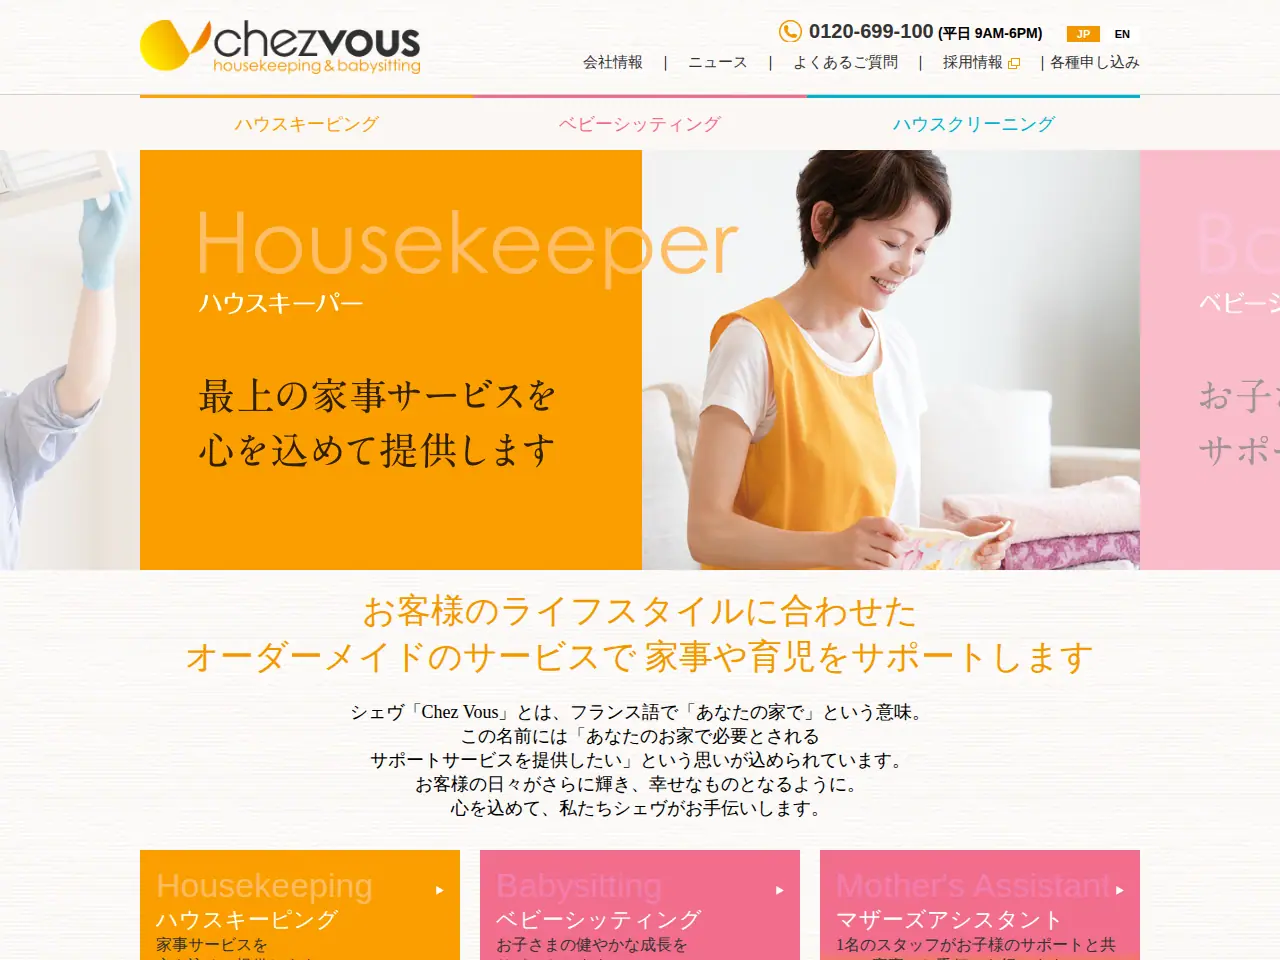 chezvous
housekeeping & babysitting
0120-699-100 (平日 9AM-6PM)
JP
EN
会社情報 | ニュース | よくあるご質問 | 採用情報 | 各種申し込み
ハウスキーピング
ベビーシッティング
ハウスクリーニング
Housekeeper
ハウスキーパー
最上の家事サービスを
心を込めて提供します
お客様のライフスタイルに合わせた
オーダーメイドのサービスで 家事や育児をサポートします
シェヴ「Chez Vous」とは、フランス語で「あなたの家で」という意味。
この名前には「あなたのお家で必要とされる
サポートサービスを提供したい」という思いが込められています。
お客様の日々がさらに輝き、幸せなものとなるように。
心を込めて、私たちシェヴがお手伝いします。
Housekeeping
ハウスキーピング
家事サービスを
Babysitting
ベビーシッティング
お子さまの健やかな成長を
Mother's Assistant
マザーズアシスタント
1名のスタッフがお子様のサポートと共